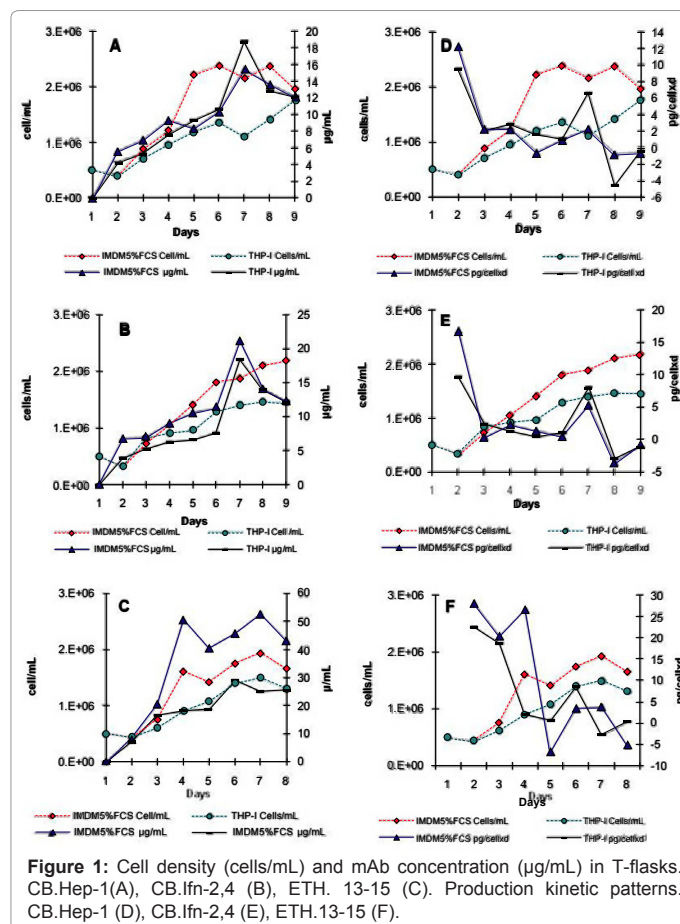 A
cell/mL
3.E+06
2.E+06
1.E+06
0.E+00
20
18
16
14
12
10
8
6
4
2
0
µg/mL
1 2 3 4 5 6 7 8 9
Days
IMDM5%FCS Cell/mL
THP-I Cells/mL
IMDM5%FCS µg/mL
THP-I µg/mL
D
cells/mL
3.E+06
2.E+06
1.E+06
0.E+00
14
12
10
8
6
4
2
0
-2
-4
-6
pg/cellxd
1 2 3 4 5 6 7 8 9
Days
IMDM5%FCS Cells/mL
THP-I Cells/mL
IMDM5%FCS pg/cellxd
THP-I pg/cellxd
B
cells/mL
3.E+06
2.E+06
1.E+06
0.E+00
25
20
15
10
5
0
µg/mL
1 2 3 4 5 6 7 8 9
Days
IMDM5%FCS Cell/mL
THP-I Cell/mL
IMDM5%FCS µg/mL
THP-I µg/mL
E
cells/mL
3.E+06
2.E+06
1.E+06
0.E+00
20
15
10
5
0
-5
pg/cellxd
1 2 3 4 5 6 7 8 9
Days
IMDM5%FCS Cells/mL
THP-I Cells/mL
IMDM5%FCS pg/cellxd
THP-I pg/cellxd
C
cell/mL
3.E+06
2.E+06
1.E+06
0.E+00
60
50
40
30
20
10
0
µ/mL
1 2 3 4 5 6 7 8
Days
IMDM5%FCS Cell/mL
THP-I Cells/mL
IMDM5%FCS µg/mL
IMDM5%FCS µg/mL
F
cells/mL
3.E+06
2.E+06
1.E+06
0.E+00
30
25
20
15
10
5
0
-5
-10
pg/cellxd
1 2 3 4 5 6 7 8
Days
IMDM5%FCS Cells/mL
THP-I Cells/mL
IMDM5%FCS pg/cellxd
THP-I pg/cellxd
Figure 1: Cell density (cells/mL) and mAb concentration (µg/mL) in T-flasks.
CB.Hep-1(A), CB.Ifn-2,4 (B), ETH. 13-15 (C). Production kinetic patterns.
CB.Hep-1 (D), CB.Ifn-2,4 (E), ETH.13-15 (F).